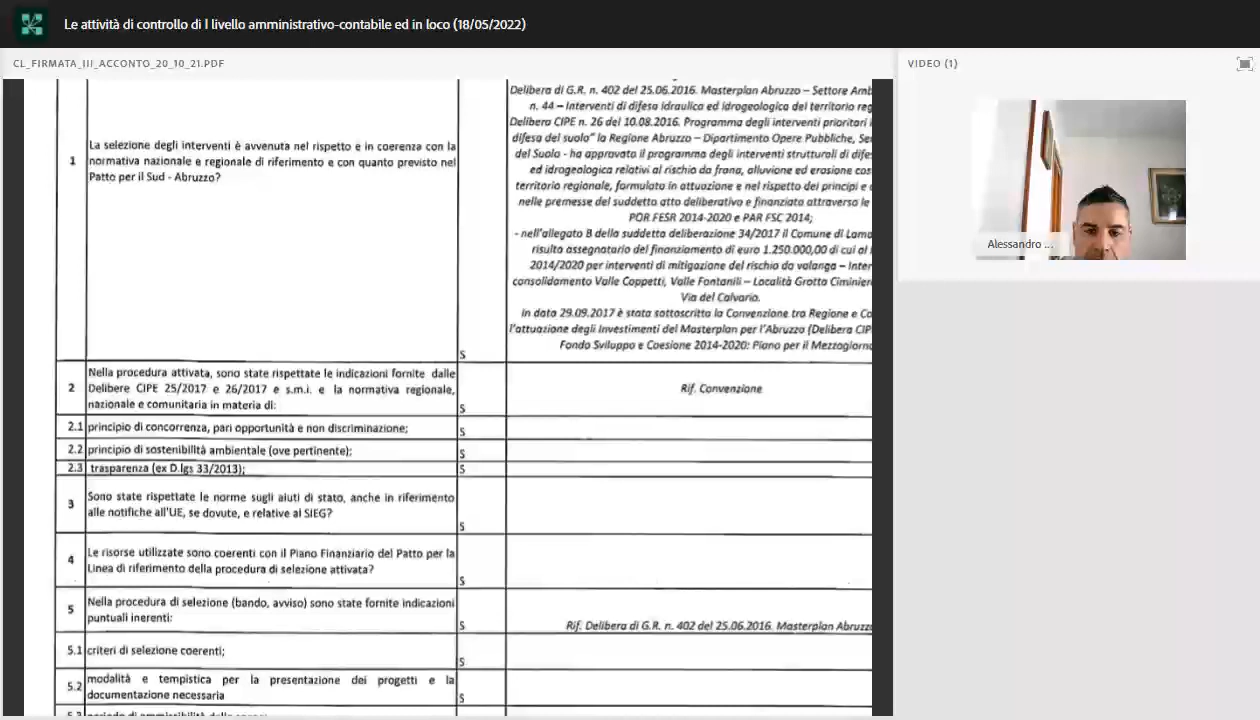 Le attività di controllo di I livello amministrativo-contabile ed in loco (18/05/2022)
CL_FIRMATA_III_ACCONTO_20_10_21.PDF
VIDEO (1)
Alessandro ...
1
La selezione degli interventi è avvenuta nel rispetto e in coerenza con la
normativa nazionale e regionale di riferimento e con quanto previsto nel
Patto per il Sud - Abruzzo?
S
Delibera di G.R. n. 402 del 25.06.2016. Masterplan Abruzzo – Settore Amb
n. 44 – Interventi di difesa idraulica ed idrogeologica del territorio reg
Delibera CIPE n. 26 del 10.08.2016. Programma degli interventi prioritari
difesa del suolo" la Regione Abruzzo – Dipartimento Opere Pubbliche, Se
del Suolo - ha approvato il programma degli interventi strutturali di dife
ed idrogeologica relativi al rischio da frana, alluvione ed erosione cos
territorio regionale, formulato in attuazione e nel rispetto dei principi e
nelle premesse del suddetto atto deliberativo e finanziato attraverso le
POR FESR 2014-2020 e PAR FSC 2014;
- nell'allegato B della suddetta deliberazione 34/2017 il Comune di Lama
risulta assegnatario del finanziamento di euro 1.250.000,00 di cui al
2014/2020 per interventi di mitigazione del rischio da valanga – Inter
consolidamento Valle Coppetti, Valle Fontanili – Località Grotta Ciminier
Via del Calvario.
In data 29.09.2017 è stata sottoscritta la Convenzione tra Regione e Co
l'attuazione degli Investimenti del Masterplan per l'Abruzzo (Delibera CIP
Fondo Sviluppo e Coesione 2014-2020: Piano per il Mezzogiorno
2
Nella procedura attivata, sono state rispettate le indicazioni fornite dalle
Delibere CIPE 25/2017 e 26/2017 e s.m.i. e la normativa regionale,
nazionale e comunitaria in materia di:
S
Rif. Convenzione
2.1 principio di concorrenza, pari opportunità e non discriminazione; S
2.2 principio di sostenibilità ambientale (ove pertinente); S
2.3 trasparenza (ex D.lgs 33/2013); S
3
Sono state rispettate le norme sugli aiuti di stato, anche in riferimento
alle notifiche all'UE, se dovute, e relative al SIEG?
S
4
Le risorse utilizzate sono coerenti con il Piano Finanziario del Patto per la
Linea di riferimento della procedura di selezione attivata?
S
5
Nella procedura di selezione (bando, avviso) sono state fornite indicazioni
puntuali inerenti:
S
Rif. Delibera di G.R. n. 402 del 25.06.2016. Masterplan Abruzz
5.1 criteri di selezione coerenti; S
5.2
modalità e tempistica per la presentazione dei progetti e la
documentazione necessaria
S